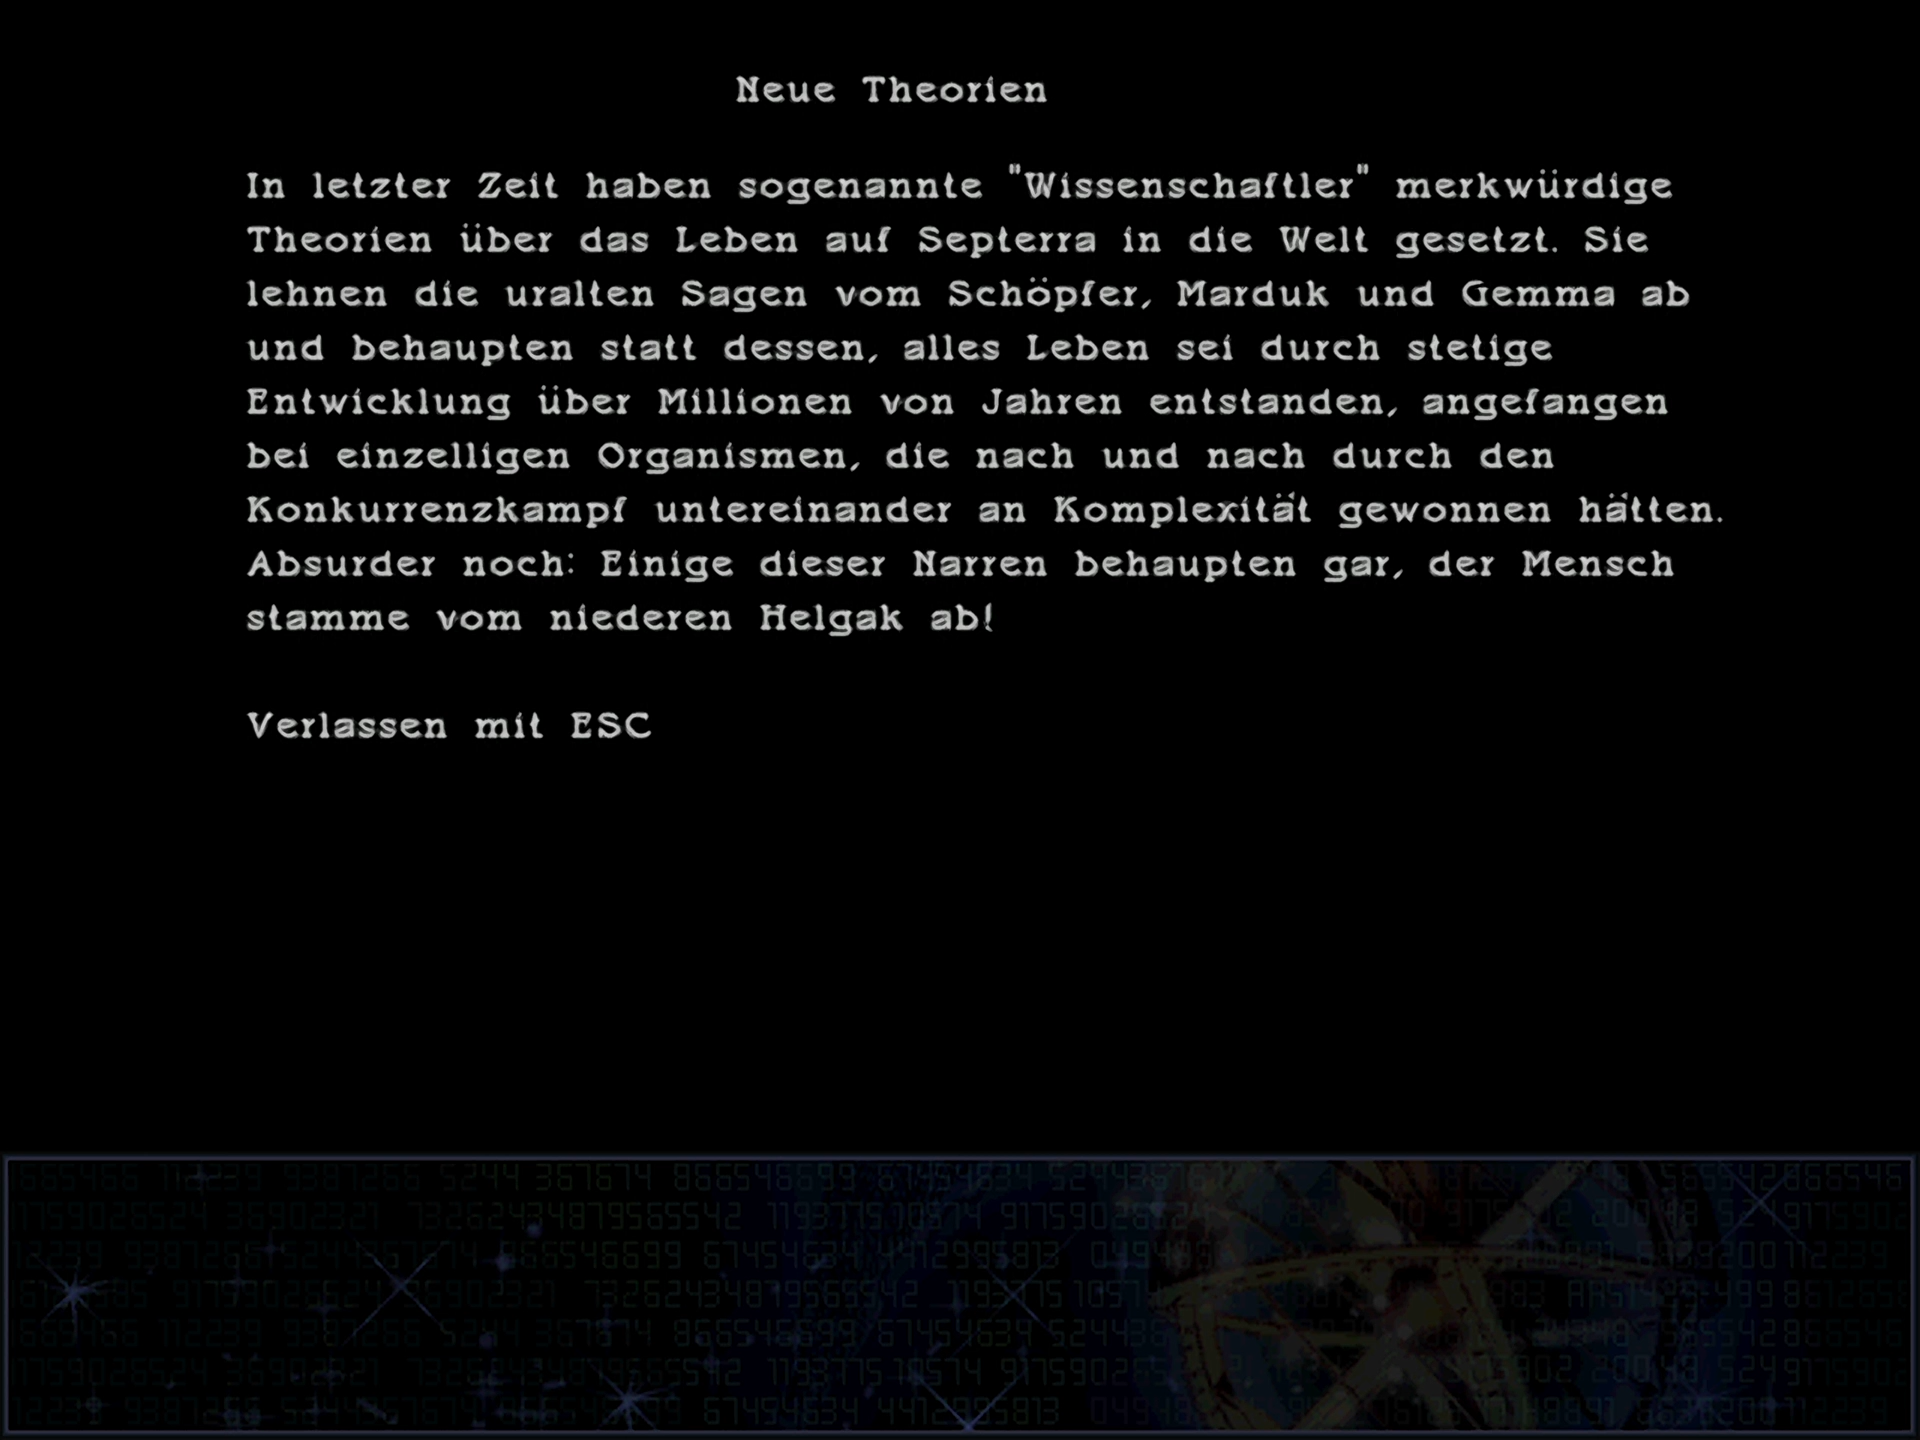 Neue Theorien
In letzter Zeit haben sogenannte "Wissenschaftler" merkwürdige
Theorien über das Leben auf Septerra in die Welt gesetzt. Sie
lehnen die uralten Sagen vom Schöpfer, Marduk und Gemma ab
und behaupten statt dessen, alles Leben sei durch stetige
Entwicklung über Millionen von Jahren entstanden, angefangen
bei einzelligen Organismen, die nach und nach durch den
Konkurrenzkampf untereinander an Komplexität gewonnen hätten.
Absurder noch: Einige dieser Narren behaupten gar, der Mensch
stamme vom niederen Helgak ab!
Verlassen mit ESC